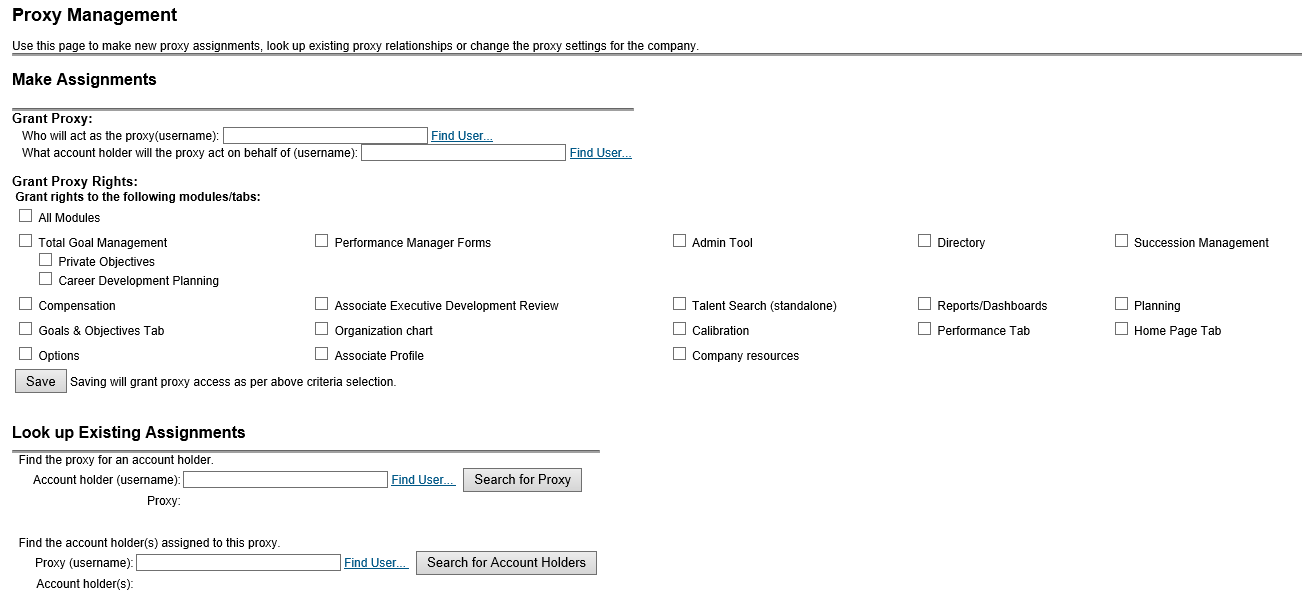 Proxy Management
Use this page to make new proxy assignments, look up existing proxy relationships or change the proxy settings for the company.
Make Assignments
Grant Proxy:
Who will act as the proxy(username): Find User...
What account holder will the proxy act on behalf of (username): Find User...
Grant Proxy Rights:
Grant rights to the following modules/tabs:
All Modules
Total Goal Management Performance Manager Forms Admin Tool Directory Succession Management
Private Objectives
Career Development Planning
Compensation Associate Executive Development Review Talent Search (standalone) Reports/Dashboards Planning
Goals & Objectives Tab Organization chart Calibration Performance Tab Home Page Tab
Options Associate Profile Company resources
Save Saving will grant proxy access as per above criteria selection.
Look up Existing Assignments
Find the proxy for an account holder.
Account holder (username): Find User... Search for Proxy
Proxy:
Find the account holder(s) assigned to this proxy.
Proxy (username): Find User... Search for Account Holders
Account holder(s):